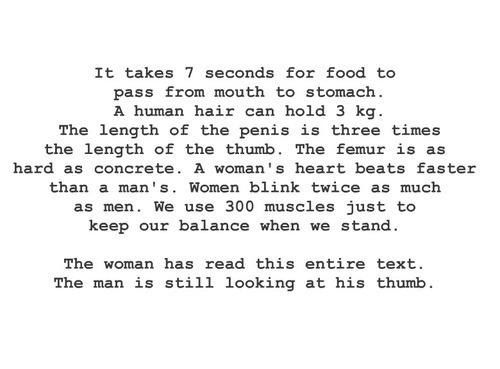 It takes 7 seconds for food to
pass from mouth to stomach.
A human hair can hold 3 kg.
The length of the penis is three times
the length of the thumb. The femur is as
hard as concrete. A woman's heart beats faster
than a man's. Women blink twice as much
as men. We use 300 muscles just to
keep our balance when we stand.
The woman has read this entire text.
The man is still looking at his thumb.